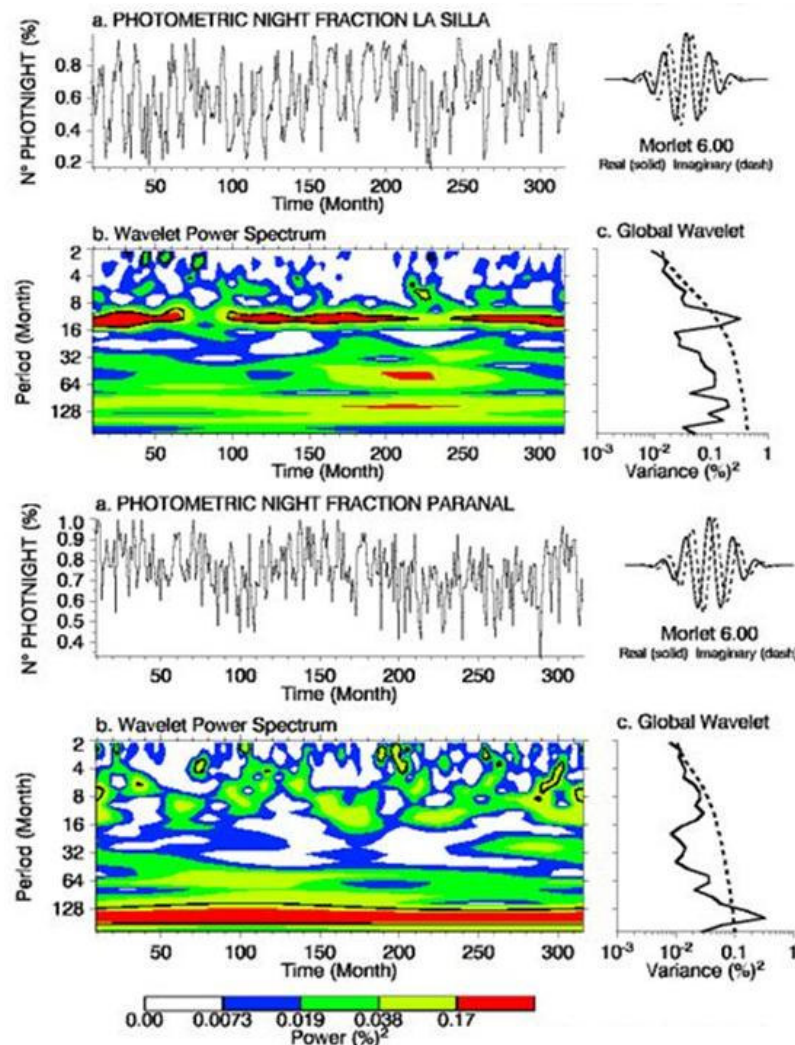 a. PHOTOMETRIC NIGHT FRACTION LA SILLA
Nº PHOTNIGHT (%)
0.8
0.6
0.4
0.2
50 100 150 200 250 300
Time (Month)
Morlet 6.00
Real (solid) Imaginary (dash)
b. Wavelet Power Spectrum
c. Global Wavelet
Period (Month)
2
4
8
16
32
64
128
50 100 150 200 250 300
Time (Month)
10-3 10-2 0.1 1
Variance (%)2
a. PHOTOMETRIC NIGHT FRACTION PARANAL
Nº PHOTNIGHT (%)
1.0
0.9
0.8
0.7
0.6
0.5
0.4
50 100 150 200 250 300
Time (Month)
Morlet 6.00
Real (solid) Imaginary (dash)
b. Wavelet Power Spectrum
c. Global Wavelet
Period (Month)
2
4
8
16
32
64
128
50 100 150 200 250 300
Time (Month)
10-3 10-2 0.1 1
Variance (%)2
0.00 0.0073 0.019 0.038 0.17
Power (%)2